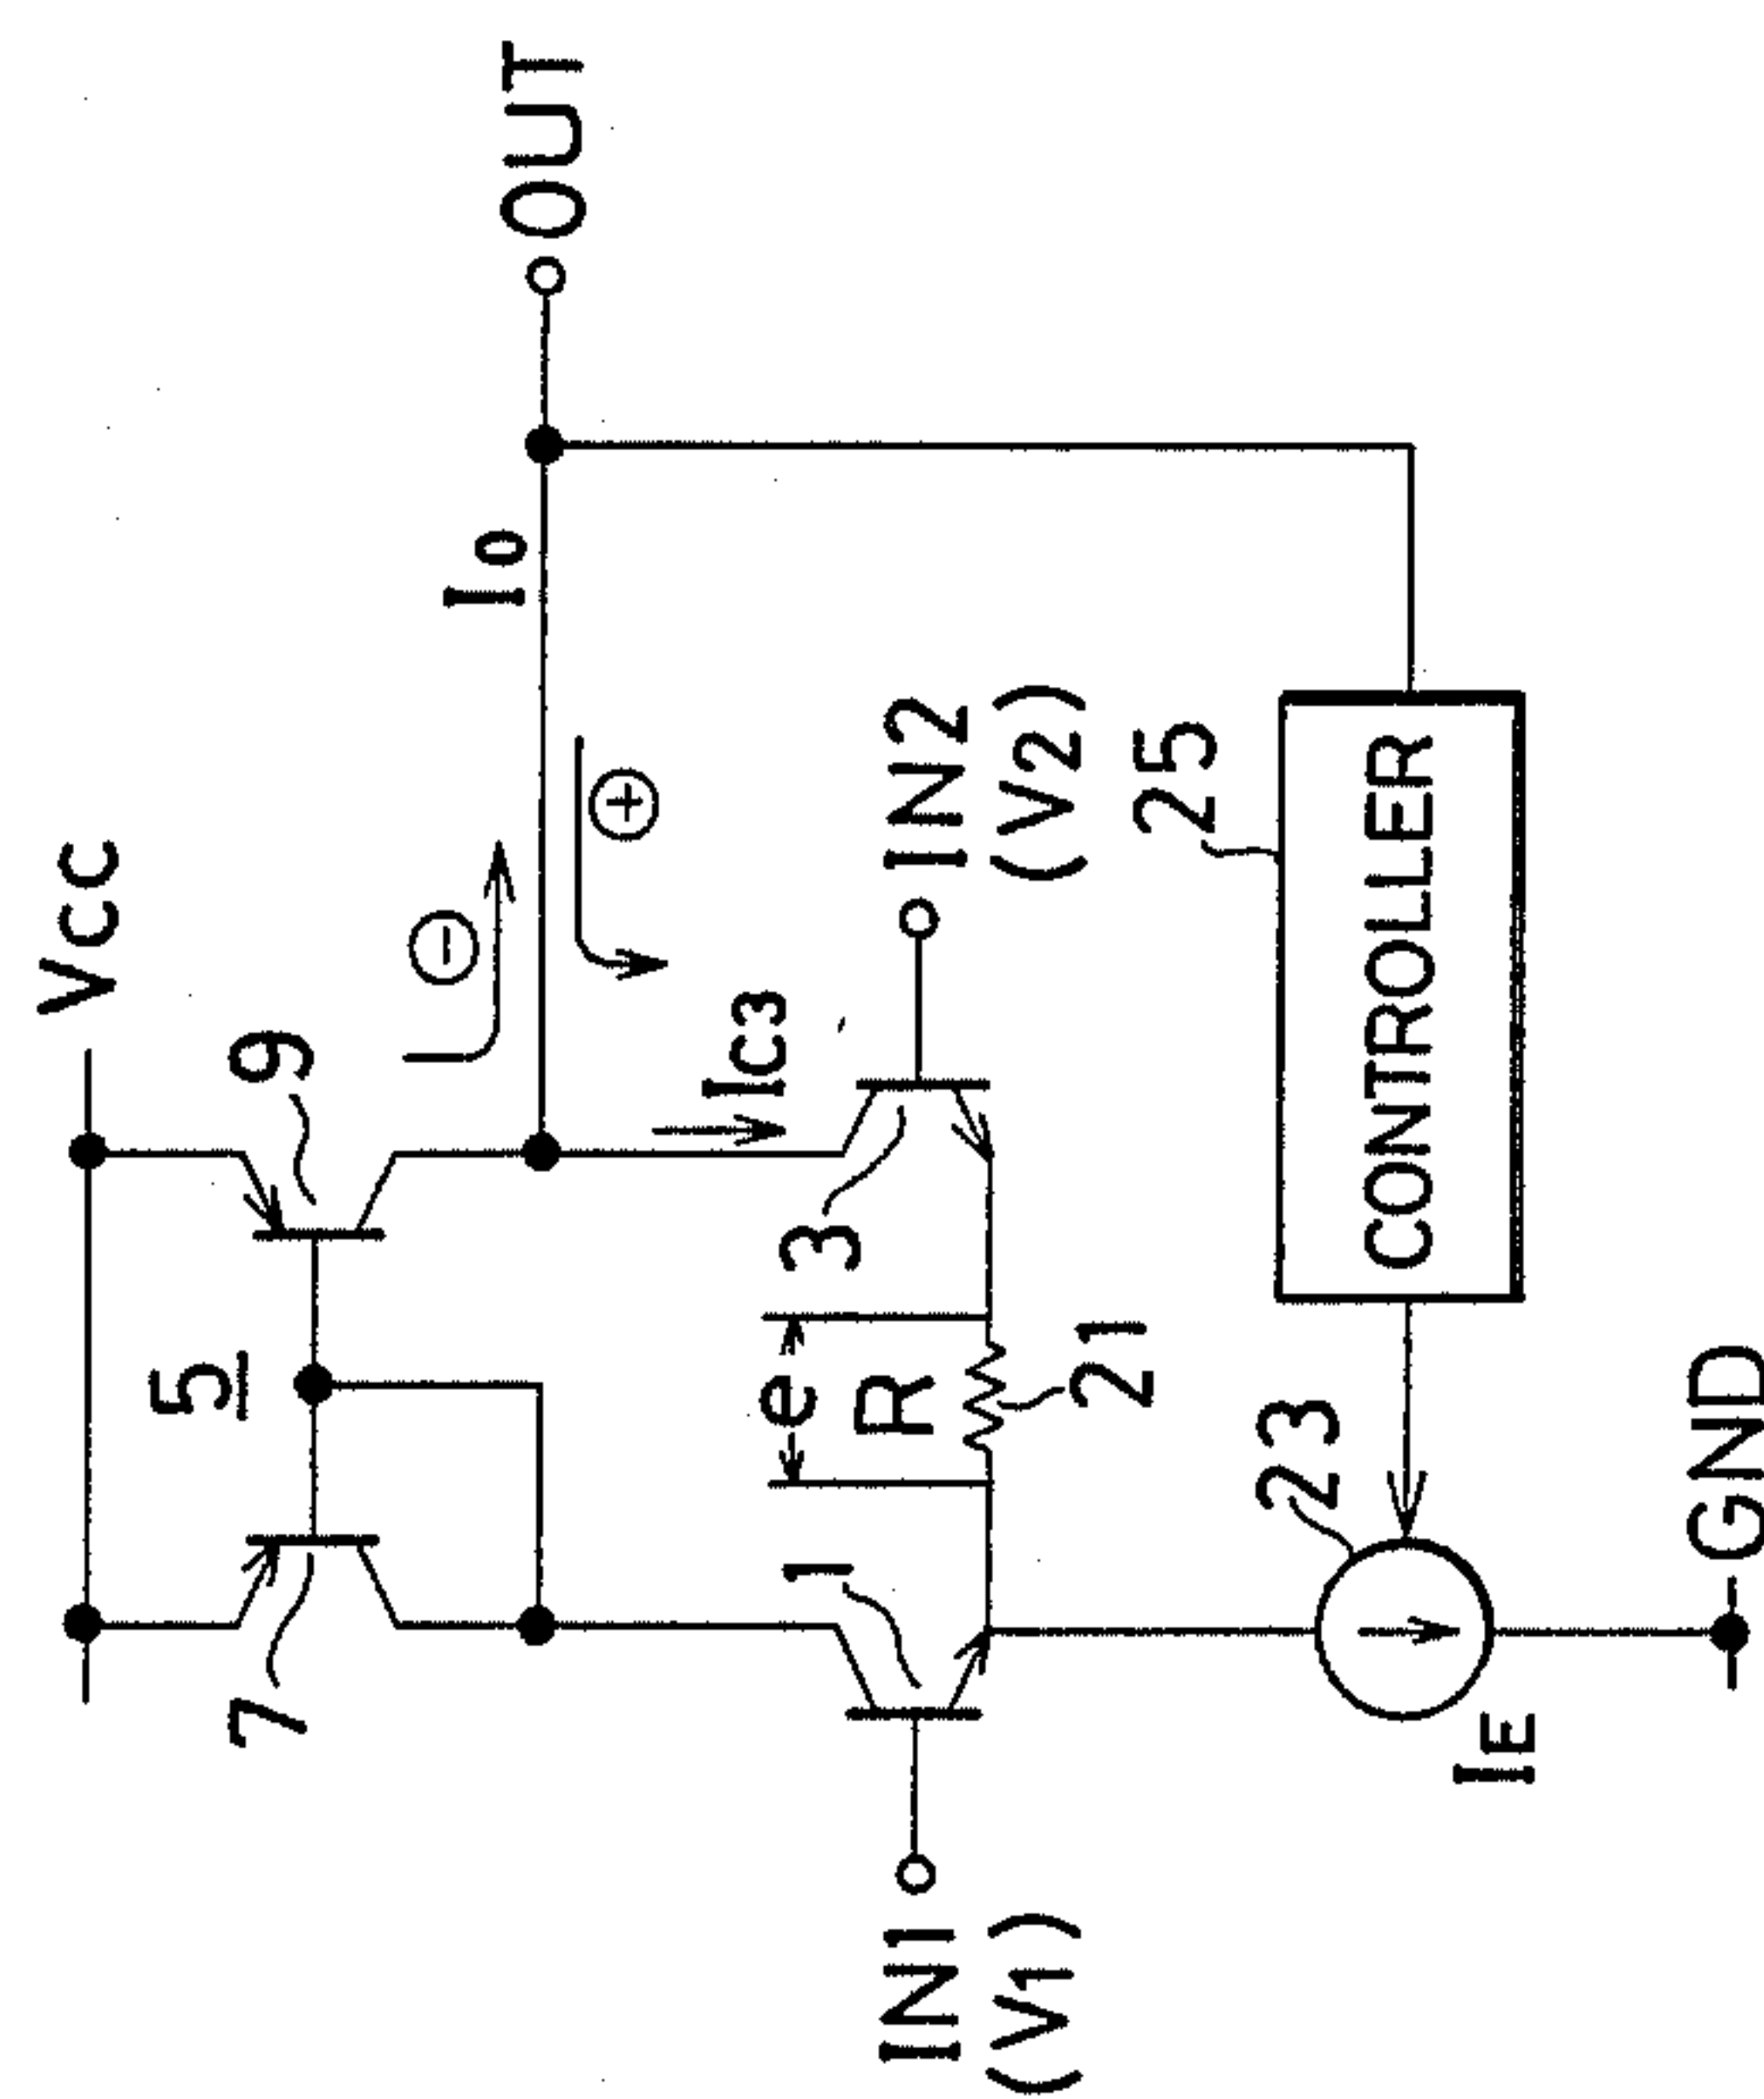 Vcc
5
7
9
⊖
Io
OUT
⊕
Ic3
e
R
1
3
IN1
(V1)
IN2
(V2)
21
23
25
IE
CONTROLLER
GND